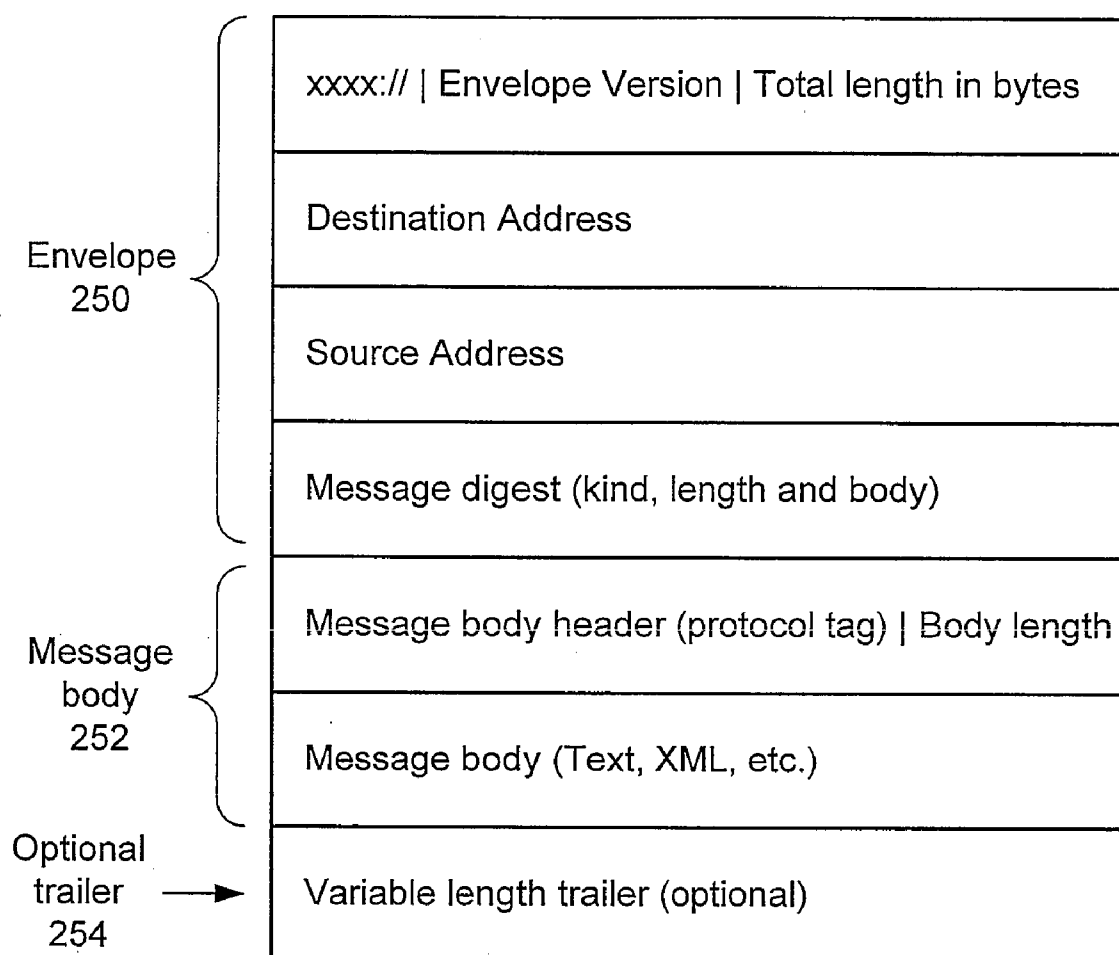 xxxx:// | Envelope Version | Total length in bytes
Destination Address
Envelope
250
Source Address
Message digest (kind, length and body)
Message body header (protocol tag) | Body length
Message
body
252
Message body (Text, XML, etc.)
Optional
trailer
254
Variable length trailer (optional)